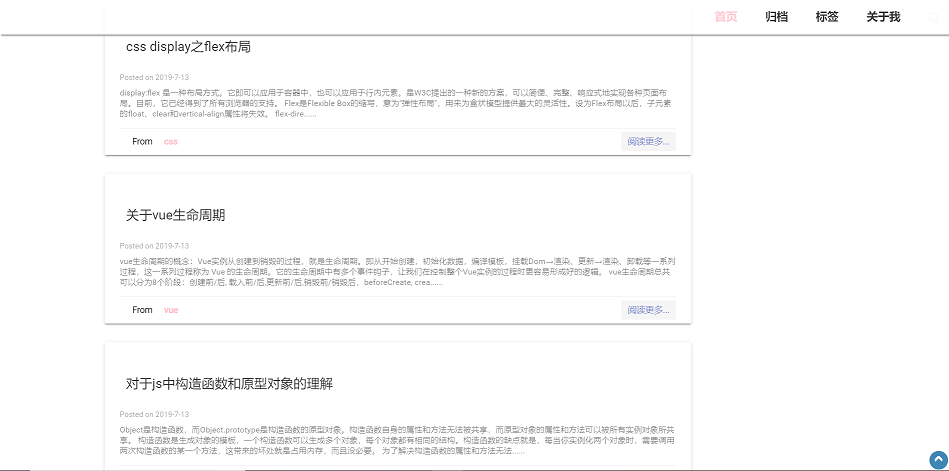 首页 归档 标签 关于我
css display之flex布局
Posted on 2019-7-13
display:flex 是一种布局方式。它即可以应用于容器中，也可以应用于行内元素。是W3C提出的一种新的方案，可以简便、完整、响应式地实现各种页面布
局。目前，它已经得到了所有浏览器的支持。 Flex是Flexible Box的缩写，意为"弹性布局"，用来为盒状模型提供最大的灵活性。设为Flex布局以后，子元素
的float、clear和vertical-align属性将失效。 flex-dire......
From css 阅读更多...
关于vue生命周期
Posted on 2019-7-13
vue生命周期的概念：Vue实例从创建到销毁的过程，就是生命周期。即从开始创建，初始化数据，编译模板，挂载Dom→渲染、更新→渲染、卸载等一系列
过程，这一系列过程称为 Vue 的生命周期。它的生命周期中有多个事件钩子，让我们在控制整个Vue实例的过程时更容易形成好的逻辑。 vue生命周期总共
可以分为8个阶段：创建前/后, 载入前/后,更新前/后,销毁前/销毁后、beforeCreate, crea......
From vue 阅读更多...
对于js中构造函数和原型对象的理解
Posted on 2019-7-13
Object是构造函数，而Object.prototype是构造函数的原型对象。构造函数自身的属性和方法无法被共享，而原型对象的属性和方法可以被所有实例对象所共
享。 构造函数是生成对象的模板，一个构造函数可以生成多个对象，每个对象都有相同的结构。构造函数的缺点就是，每当你实例化两个对象时，需要调用
两次构造函数的某一个方法，这带来的坏处就是占用内存，而且没必要。 为了解决构造函数的属性和方法无法......